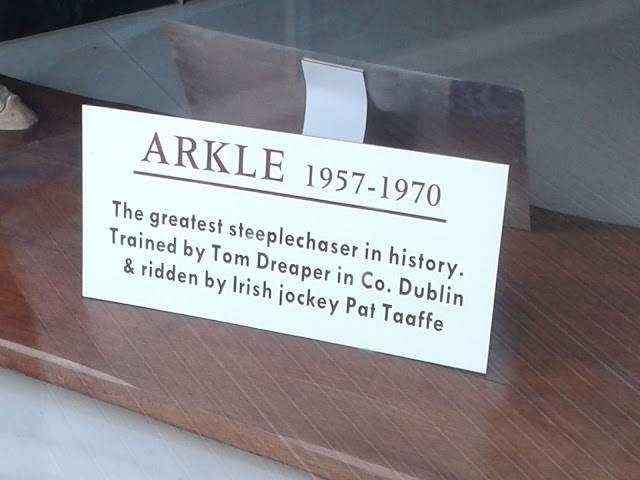 ARKLE 1957-1970
The greatest steeplechaser in history.
Trained by Tom Dreaper in Co. Dublin
& ridden by Irish jockey Pat Taaffe